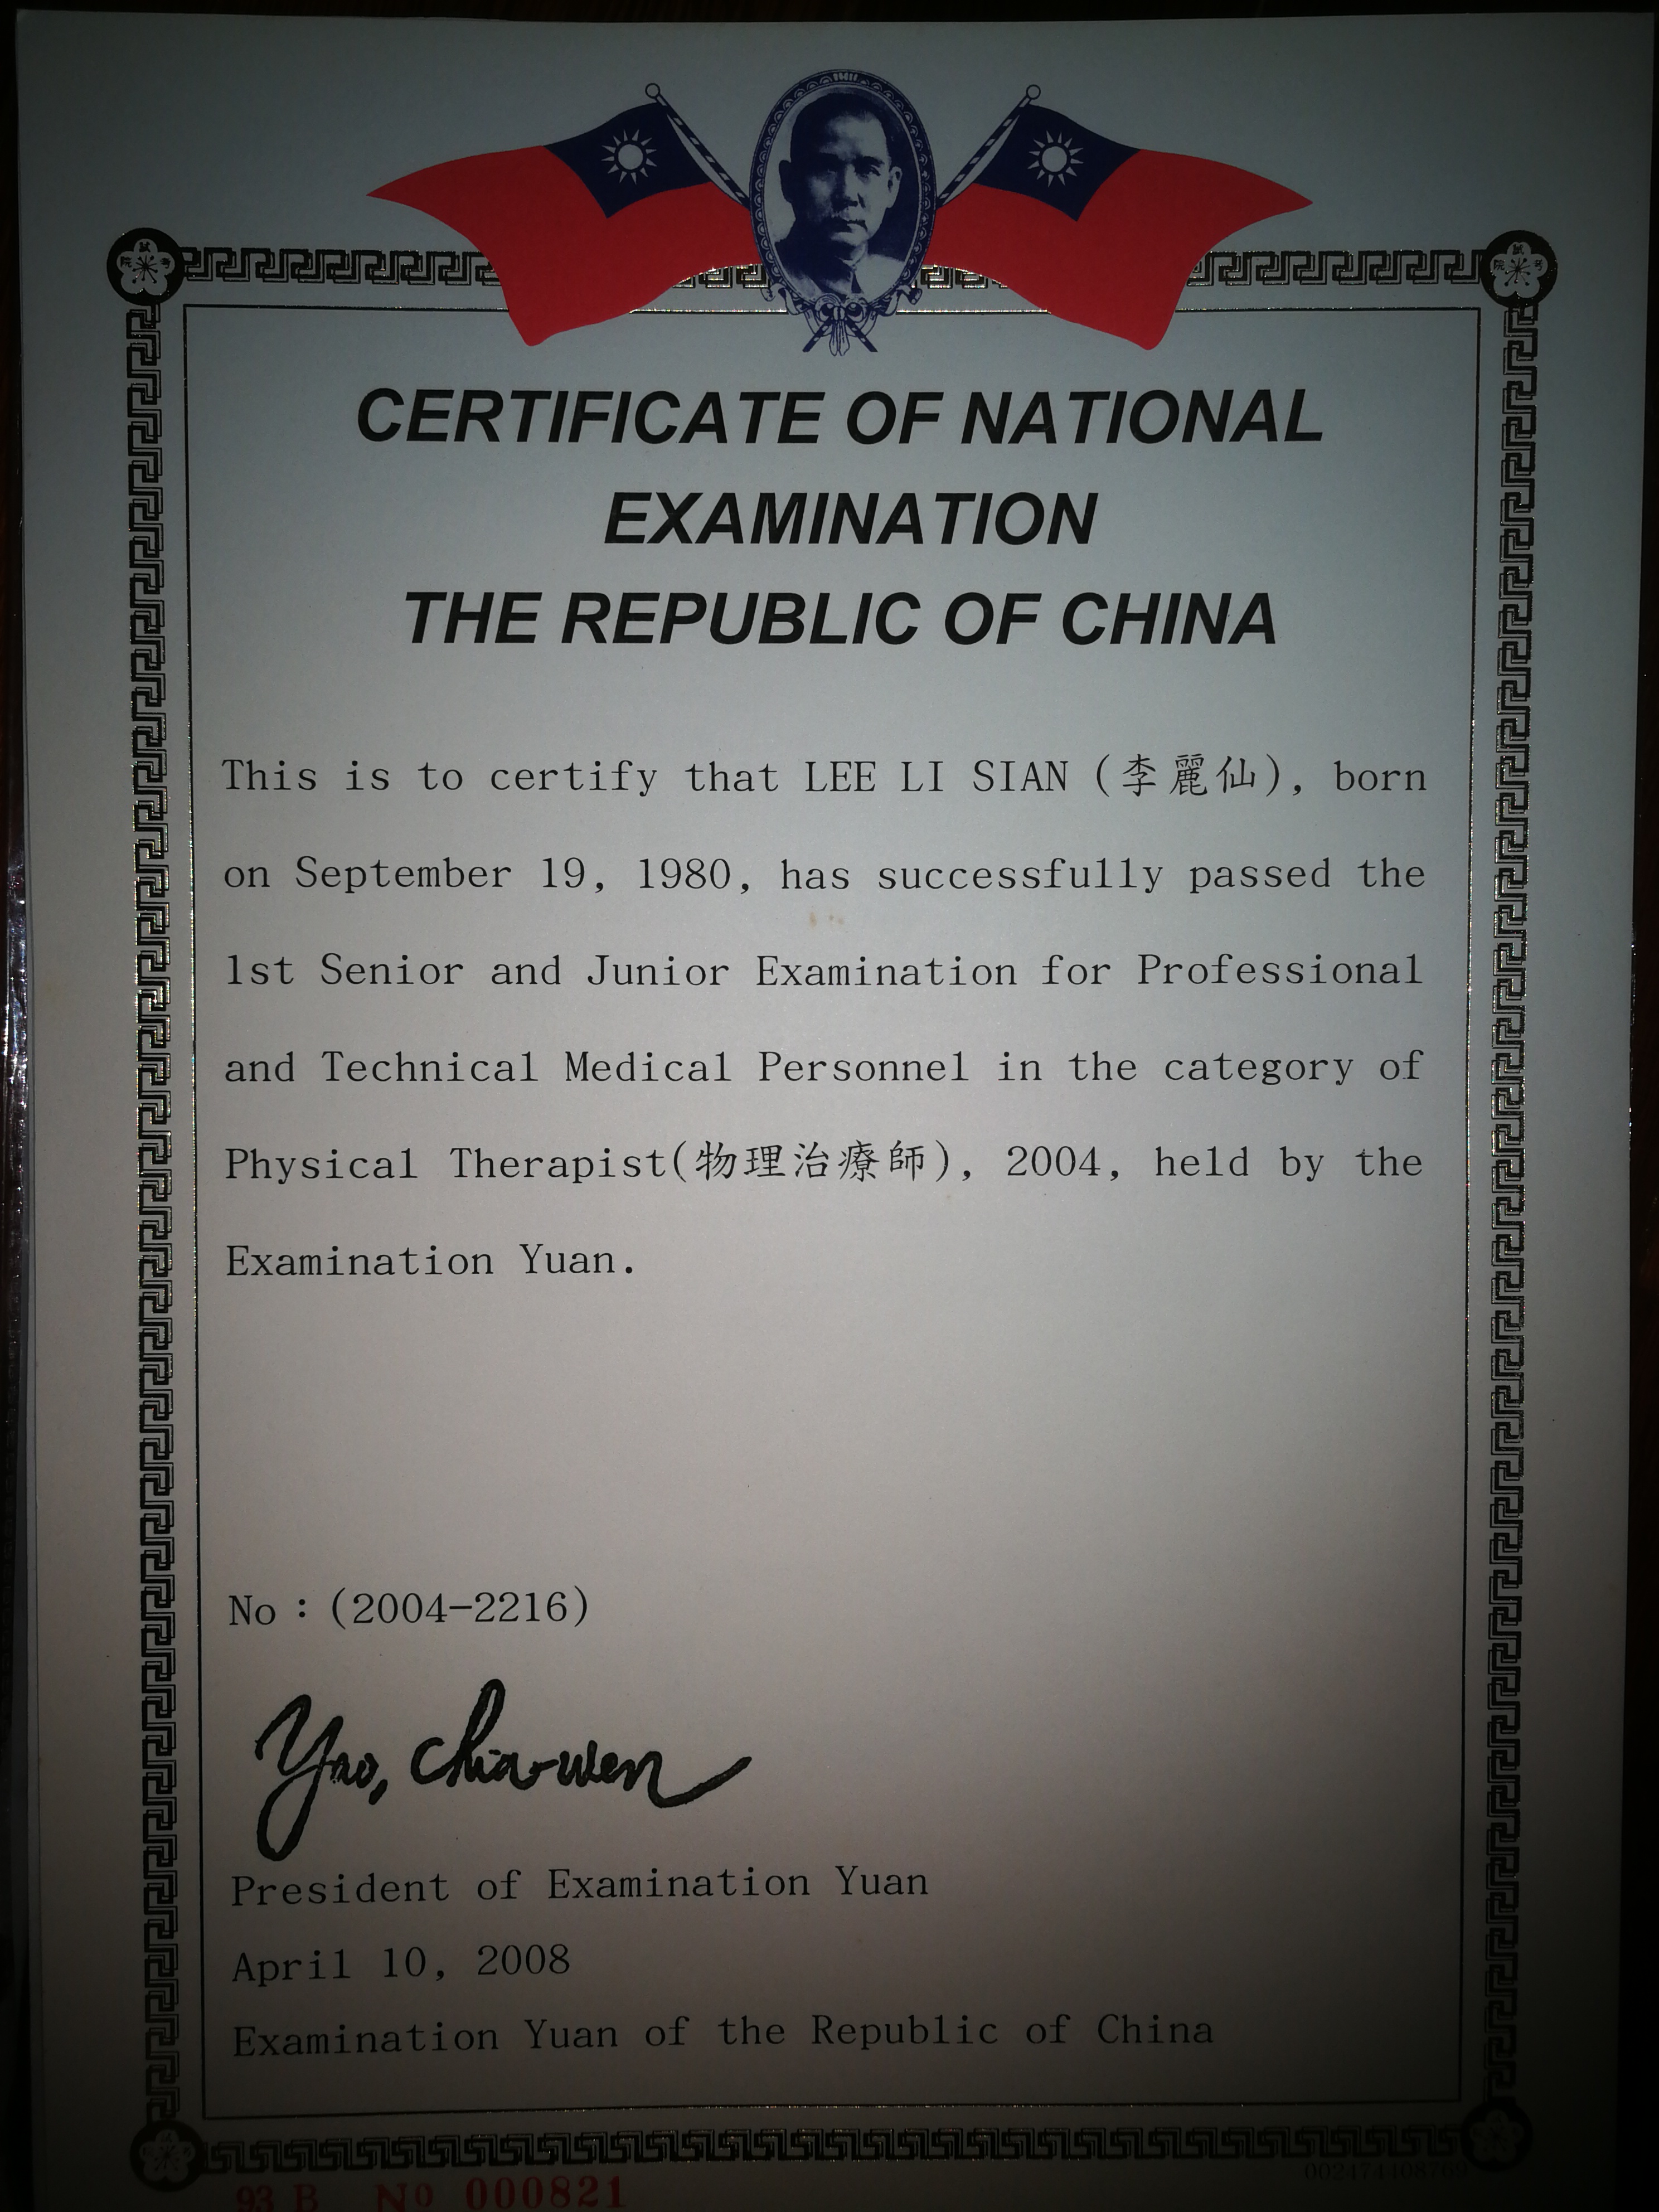 CERTIFICATE OF NATIONAL
EXAMINATION
THE REPUBLIC OF CHINA
This is to certify that LEE LI SIAN (李麗仙), born
on September 19, 1980, has successfully passed the
1st Senior and Junior Examination for Professional
and Technical Medical Personnel in the category of
Physical Therapist(物理治療師), 2004, held by the
Examination Yuan.
No：(2004-2216)
Yao, Chia-wen
President of Examination Yuan
April 10, 2008
Examination Yuan of the Republic of China
93 B No 000821